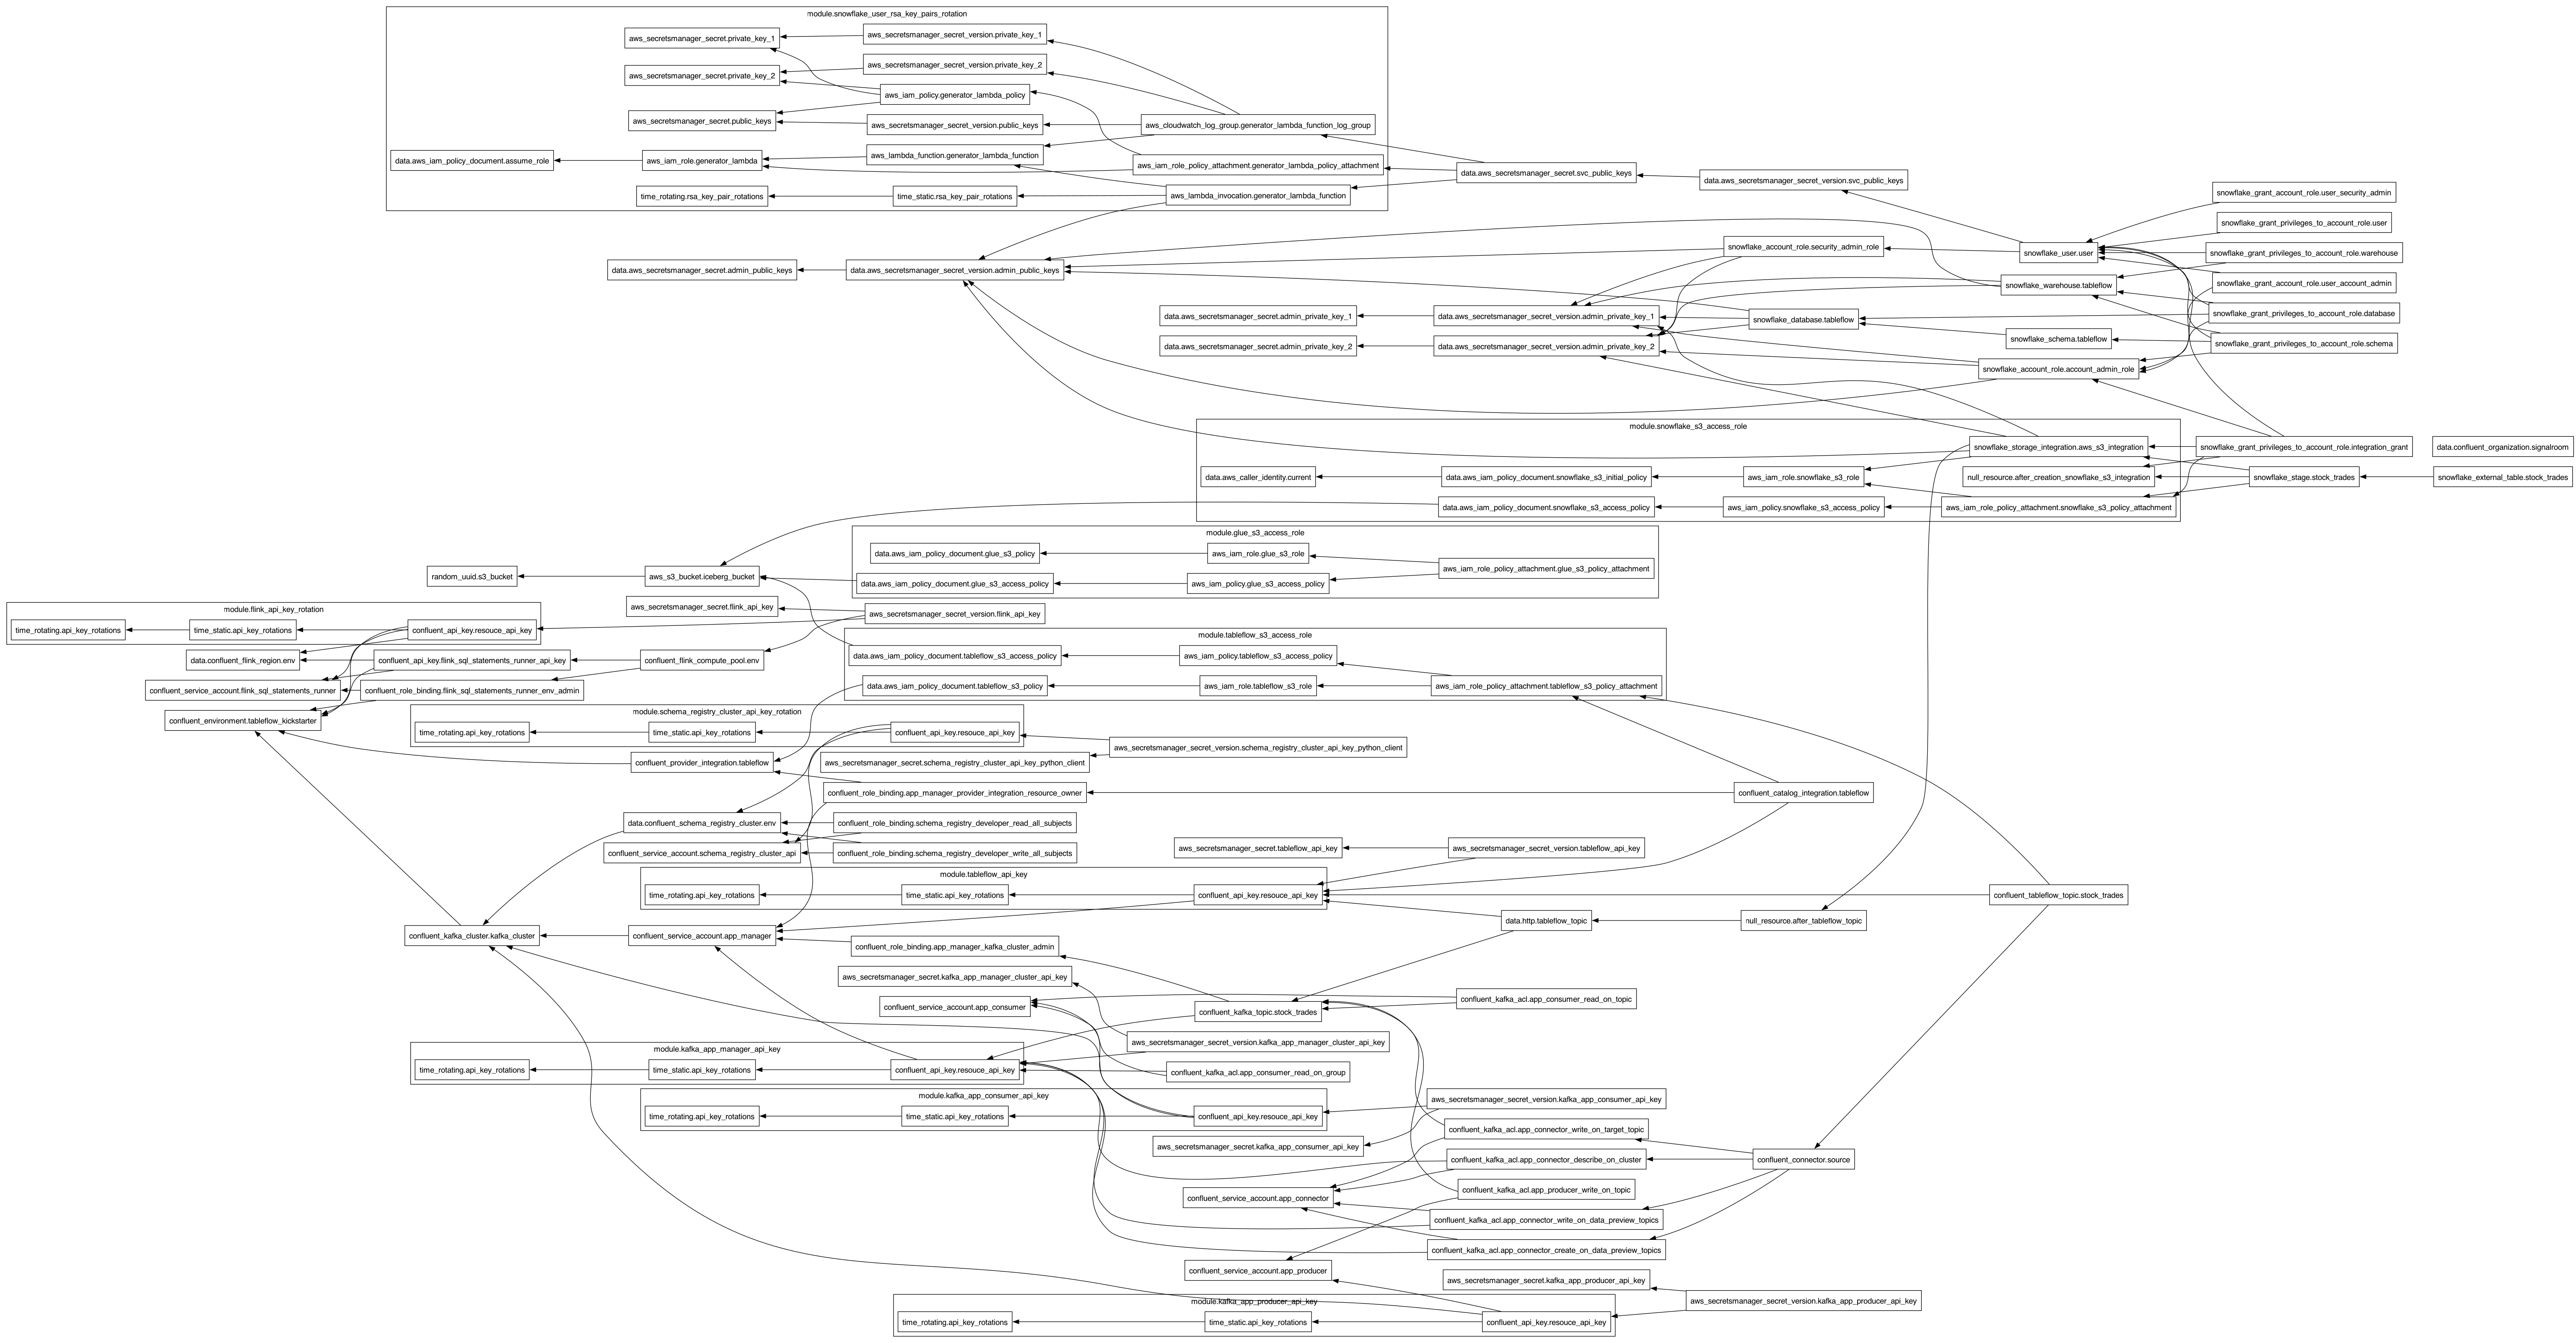 module.snowflake_user_rsa_key_pairs_rotation
aws_secretsmanager_secret.private_key_1
aws_secretsmanager_secret_version.private_key_1
aws_secretsmanager_secret.private_key_2
aws_secretsmanager_secret_version.private_key_2
aws_iam_policy.generator_lambda_policy
aws_secretsmanager_secret.public_keys
aws_secretsmanager_secret_version.public_keys
aws_cloudwatch_log_group.generator_lambda_function_log_group
data.aws_iam_policy_document.assume_role
aws_iam_role.generator_lambda
aws_lambda_function.generator_lambda_function
aws_iam_role_policy_attachment.generator_lambda_policy_attachment
time_rotating.rsa_key_pair_rotations
time_static.rsa_key_pair_rotations
aws_lambda_invocation.generator_lambda_function
data.aws_secretsmanager_secret.svc_public_keys
data.aws_secretsmanager_secret_version.svc_public_keys
snowflake_grant_account_role.user_security_admin
snowflake_grant_privileges_to_account_role.user
snowflake_account_role.security_admin_role
snowflake_user.user
snowflake_grant_privileges_to_account_role.warehouse
data.aws_secretsmanager_secret.admin_public_keys
data.aws_secretsmanager_secret_version.admin_public_keys
snowflake_warehouse.tableflow
snowflake_grant_account_role.user_account_admin
data.aws_secretsmanager_secret.admin_private_key_1
data.aws_secretsmanager_secret_version.admin_private_key_1
snowflake_database.tableflow
snowflake_grant_privileges_to_account_role.database
data.aws_secretsmanager_secret.admin_private_key_2
data.aws_secretsmanager_secret_version.admin_private_key_2
snowflake_schema.tableflow
snowflake_grant_privileges_to_account_role.schema
snowflake_account_role.account_admin_role
module.snowflake_s3_access_role
snowflake_storage_integration.aws_s3_integration
snowflake_grant_privileges_to_account_role.integration_grant
data.confluent_organization.signalroom
data.aws_caller_identity.current
data.aws_iam_policy_document.snowflake_s3_initial_policy
aws_iam_role.snowflake_s3_role
null_resource.after_creation_snowflake_s3_integration
snowflake_stage.stock_trades
snowflake_external_table.stock_trades
data.aws_iam_policy_document.snowflake_s3_access_policy
aws_iam_policy.snowflake_s3_access_policy
aws_iam_role_policy_attachment.snowflake_s3_policy_attachment
module.glue_s3_access_role
data.aws_iam_policy_document.glue_s3_policy
aws_iam_role.glue_s3_role
aws_iam_role_policy_attachment.glue_s3_policy_attachment
random_uuid.s3_bucket
aws_s3_bucket.iceberg_bucket
data.aws_iam_policy_document.glue_s3_access_policy
aws_iam_policy.glue_s3_access_policy
module.flink_api_key_rotation
aws_secretsmanager_secret.flink_api_key
aws_secretsmanager_secret_version.flink_api_key
time_rotating.api_key_rotations
time_static.api_key_rotations
confluent_api_key.resouce_api_key
module.tableflow_s3_access_role
data.confluent_flink_region.env
confluent_api_key.flink_sql_statements_runner_api_key
confluent_flink_compute_pool.env
data.aws_iam_policy_document.tableflow_s3_access_policy
aws_iam_policy.tableflow_s3_access_policy
confluent_service_account.flink_sql_statements_runner
confluent_role_binding.flink_sql_statements_runner_env_admin
data.aws_iam_policy_document.tableflow_s3_policy
aws_iam_role.tableflow_s3_role
aws_iam_role_policy_attachment.tableflow_s3_policy_attachment
confluent_environment.tableflow_kickstarter
module.schema_registry_cluster_api_key_rotation
time_rotating.api_key_rotations
time_static.api_key_rotations
confluent_api_key.resouce_api_key
aws_secretsmanager_secret_version.schema_registry_cluster_api_key_python_client
confluent_provider_integration.tableflow
aws_secretsmanager_secret.schema_registry_cluster_api_key_python_client
confluent_role_binding.app_manager_provider_integration_resource_owner
confluent_catalog_integration.tableflow
data.confluent_schema_registry_cluster.env
confluent_role_binding.schema_registry_developer_read_all_subjects
confluent_service_account.schema_registry_cluster_api
confluent_role_binding.schema_registry_developer_write_all_subjects
aws_secretsmanager_secret.tableflow_api_key
aws_secretsmanager_secret_version.tableflow_api_key
module.tableflow_api_key
time_rotating.api_key_rotations
time_static.api_key_rotations
confluent_api_key.resouce_api_key
confluent_tableflow_topic.stock_trades
data.http.tableflow_topic
null_resource.after_tableflow_topic
confluent_kafka_cluster.kafka_cluster
confluent_service_account.app_manager
confluent_role_binding.app_manager_kafka_cluster_admin
aws_secretsmanager_secret.kafka_app_manager_cluster_api_key
confluent_service_account.app_consumer
confluent_kafka_topic.stock_trades
confluent_kafka_acl.app_consumer_read_on_topic
aws_secretsmanager_secret_version.kafka_app_manager_cluster_api_key
module.kafka_app_manager_api_key
time_rotating.api_key_rotations
time_static.api_key_rotations
confluent_api_key.resouce_api_key
confluent_kafka_acl.app_consumer_read_on_group
module.kafka_app_consumer_api_key
time_rotating.api_key_rotations
time_static.api_key_rotations
confluent_api_key.resouce_api_key
aws_secretsmanager_secret_version.kafka_app_consumer_api_key
aws_secretsmanager_secret.kafka_app_consumer_api_key
confluent_kafka_acl.app_connector_write_on_target_topic
confluent_kafka_acl.app_connector_describe_on_cluster
confluent_connector.source
confluent_service_account.app_connector
confluent_kafka_acl.app_producer_write_on_topic
confluent_kafka_acl.app_connector_write_on_data_preview_topics
confluent_kafka_acl.app_connector_create_on_data_preview_topics
confluent_service_account.app_producer
aws_secretsmanager_secret.kafka_app_producer_api_key
aws_secretsmanager_secret_version.kafka_app_producer_api_key
module.kafka_app_producer_api_key
time_rotating.api_key_rotations
time_static.api_key_rotations
confluent_api_key.resouce_api_key